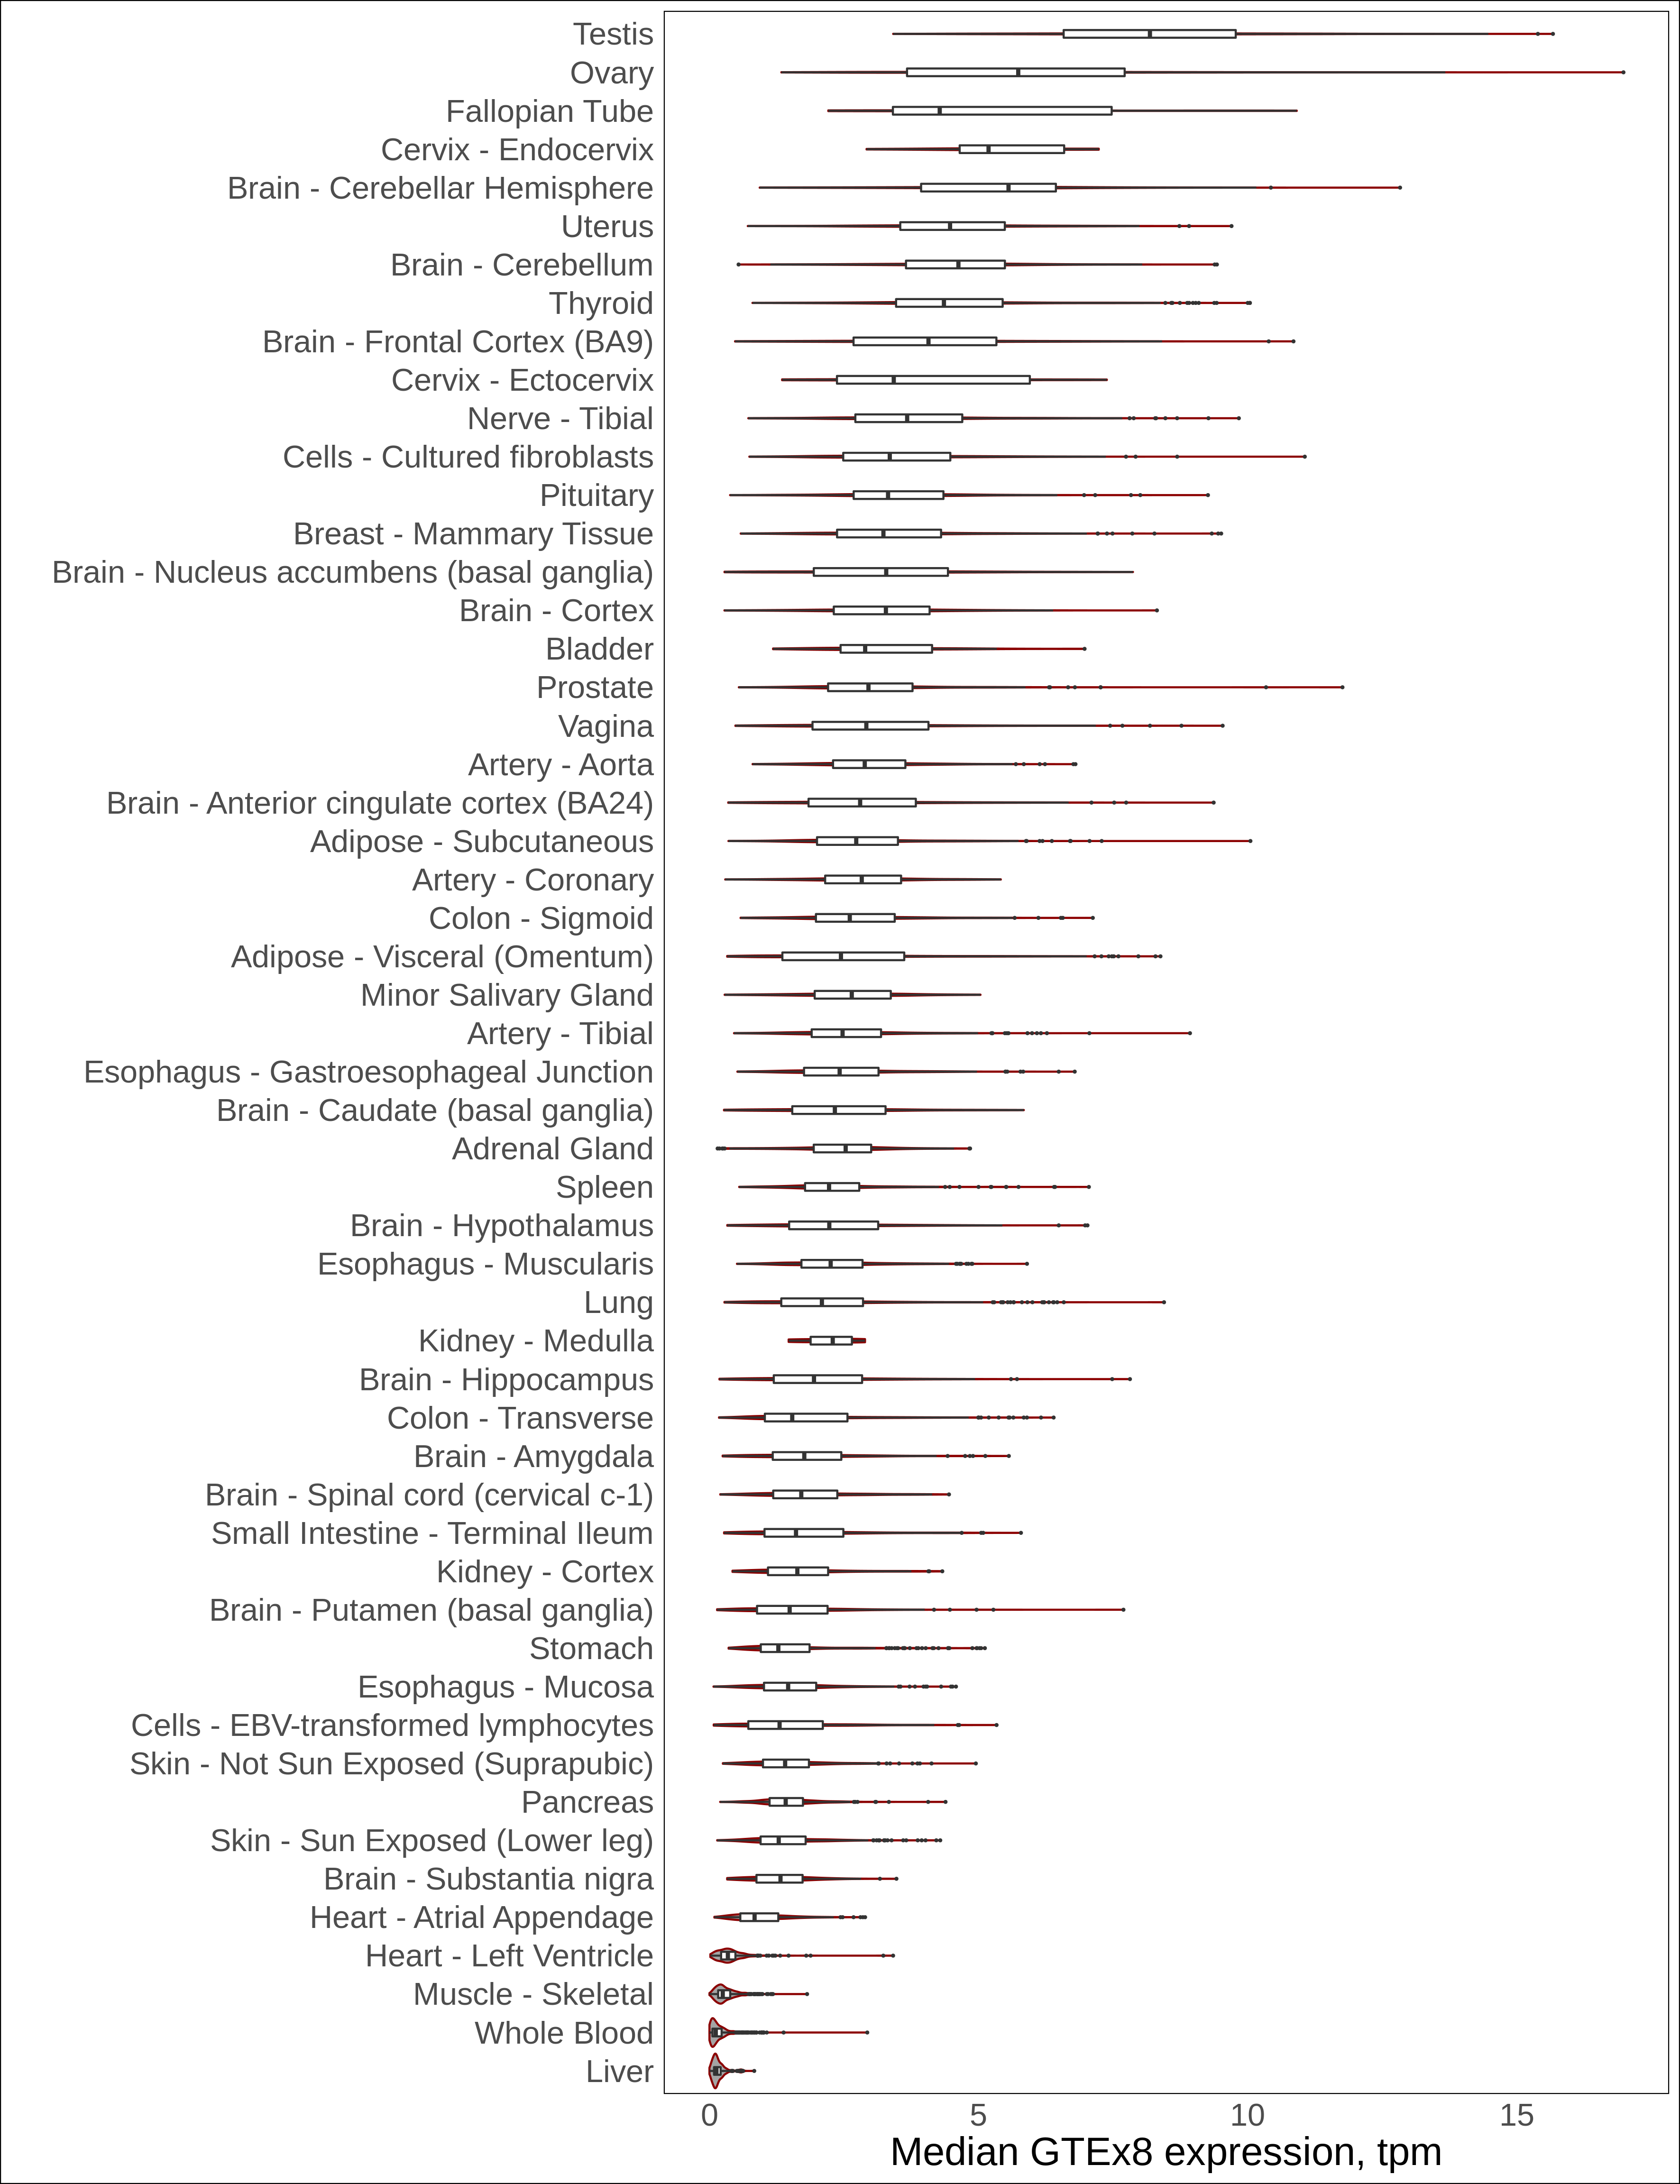 Testis
Ovary
Fallopian Tube
Cervix - Endocervix
Brain - Cerebellar Hemisphere
Uterus
Brain - Cerebellum
Thyroid
Brain - Frontal Cortex (BA9)
Cervix - Ectocervix
Nerve - Tibial
Cells - Cultured fibroblasts
Pituitary
Breast - Mammary Tissue
Brain - Nucleus accumbens (basal ganglia)
Brain - Cortex
Bladder
Prostate
Vagina
Artery - Aorta
Brain - Anterior cingulate cortex (BA24)
Adipose - Subcutaneous
Artery - Coronary
Colon - Sigmoid
Adipose - Visceral (Omentum)
Minor Salivary Gland
Artery - Tibial
Esophagus - Gastroesophageal Junction
Brain - Caudate (basal ganglia)
Adrenal Gland
Spleen
Brain - Hypothalamus
Esophagus - Muscularis
Lung
Kidney - Medulla
Brain - Hippocampus
Colon - Transverse
Brain - Amygdala
Brain - Spinal cord (cervical c-1)
Small Intestine - Terminal Ileum
Kidney - Cortex
Brain - Putamen (basal ganglia)
Stomach
Esophagus - Mucosa
Cells - EBV-transformed lymphocytes
Skin - Not Sun Exposed (Suprapubic)
Pancreas
Skin - Sun Exposed (Lower leg)
Brain - Substantia nigra
Heart - Atrial Appendage
Heart - Left Ventricle
Muscle - Skeletal
Whole Blood
Liver
0 5 10 15
Median GTEx8 expression, tpm